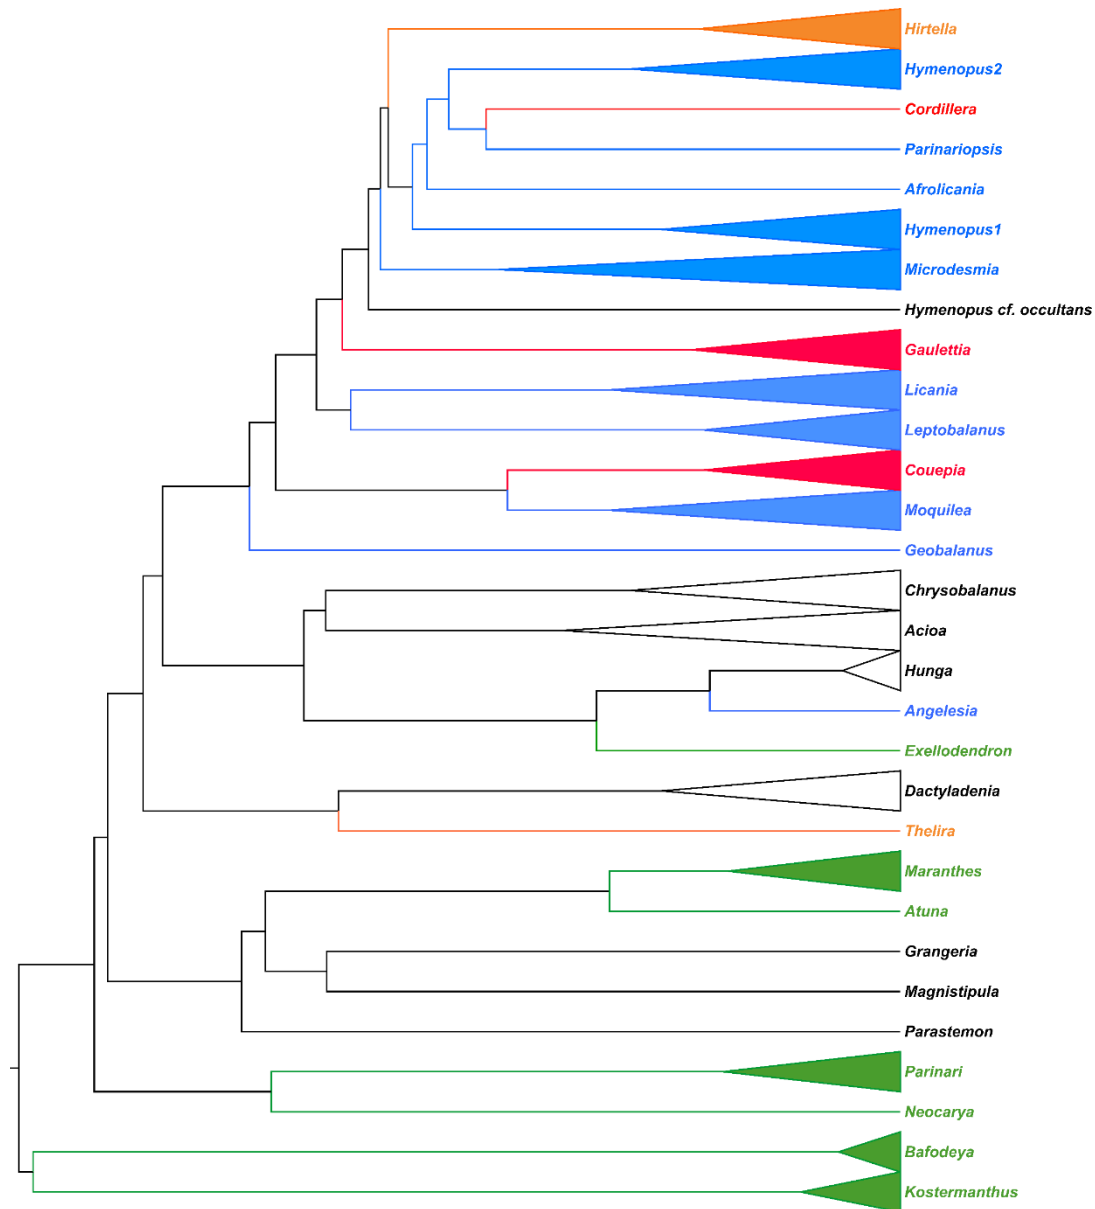 Hirtella
Hymenopus2
Cordillera
Parinariopsis
Afrolicania
Hymenopus1
Microdesmia
Hymenopus cf. occultans
Gaulettia
Licania
Leptobalanus
Couepia
Moquilea
Geobalanus
Chrysobalanus
Acioa
Hunga
Angelesia
Exellodendron
Dactyladenia
Thelira
Maranthes
Atuna
Grangeria
Magnistipula
Parastemon
Parinari
Neocarya
Bafodeya
Kostermanthus